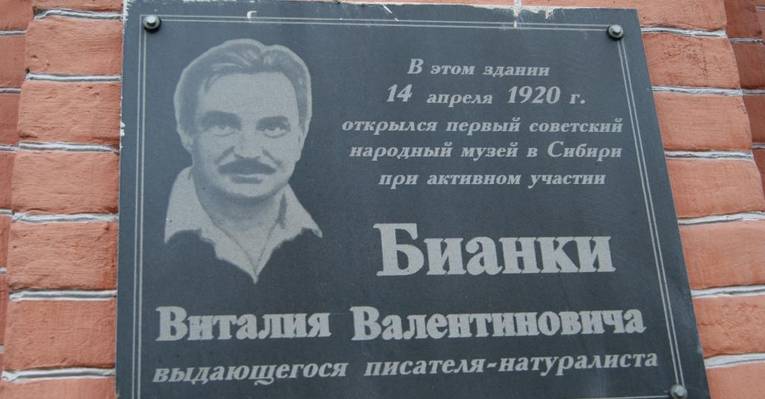 В этом здании
14 апреля 1920 г.
открылся первый советский
народный музей в Сибири
при активном участии
Бианки
Виталия Валентиновича
выдающегося писателя-натуралиста